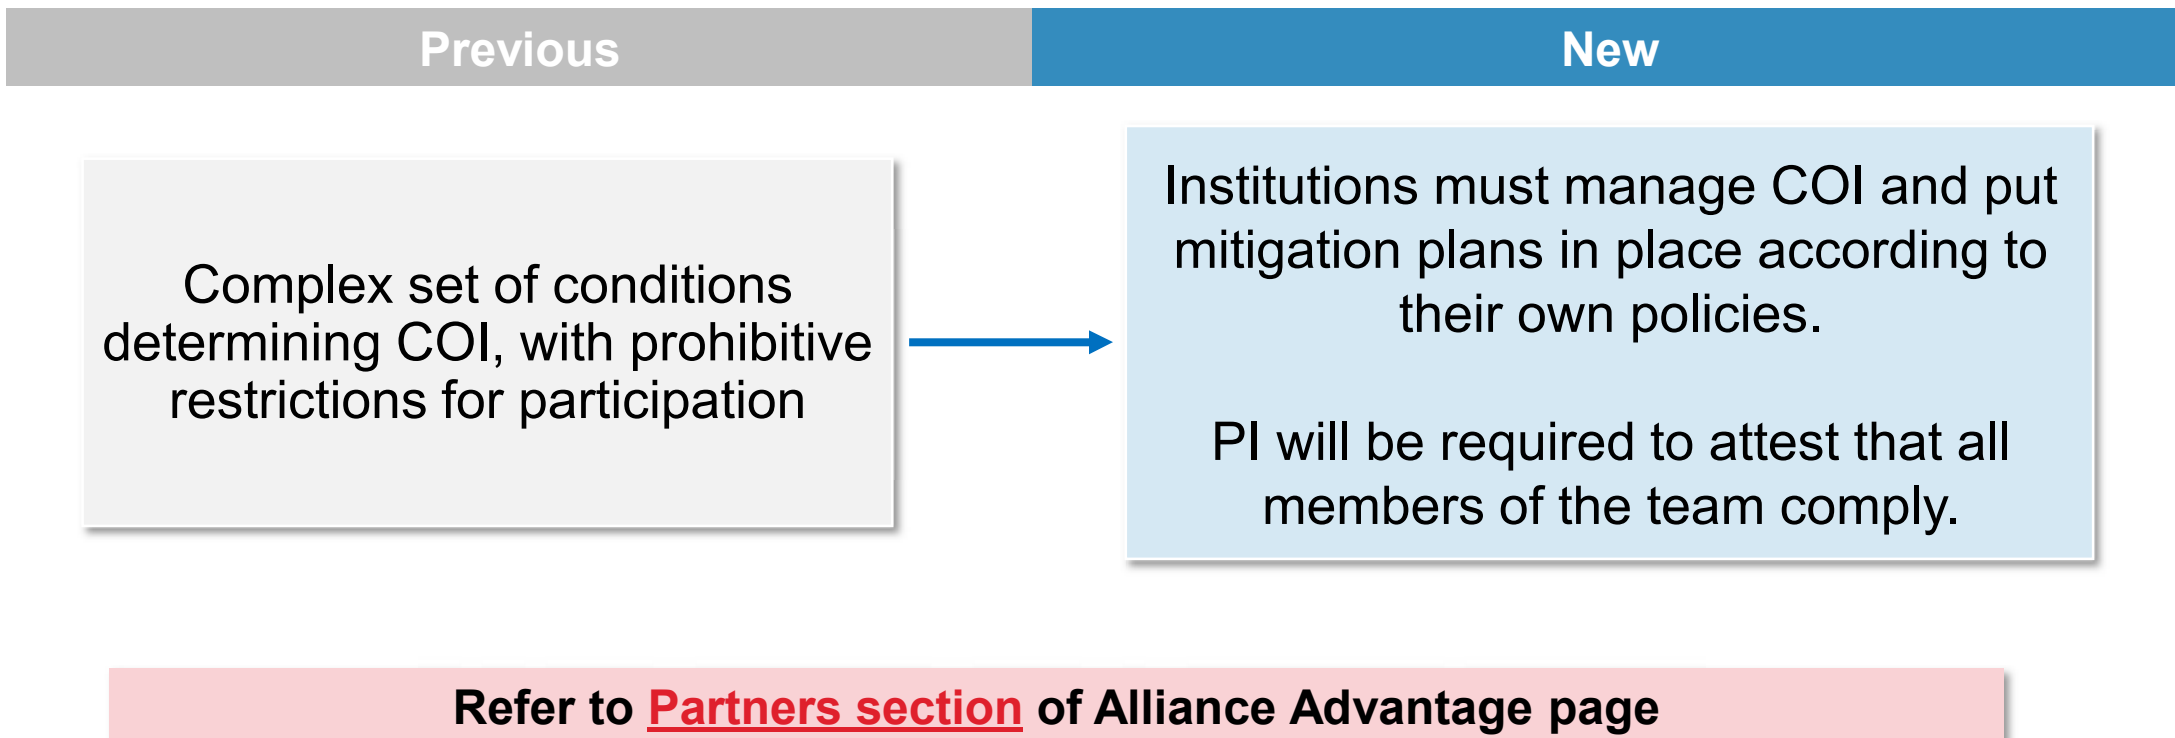 Previous
New
Complex set of conditions
determining COI, with prohibitive
restrictions for participation
Institutions must manage COI and put
mitigation plans in place according to
their own policies.
PI will be required to attest that all
members of the team comply.
Refer to Partners section of Alliance Advantage page